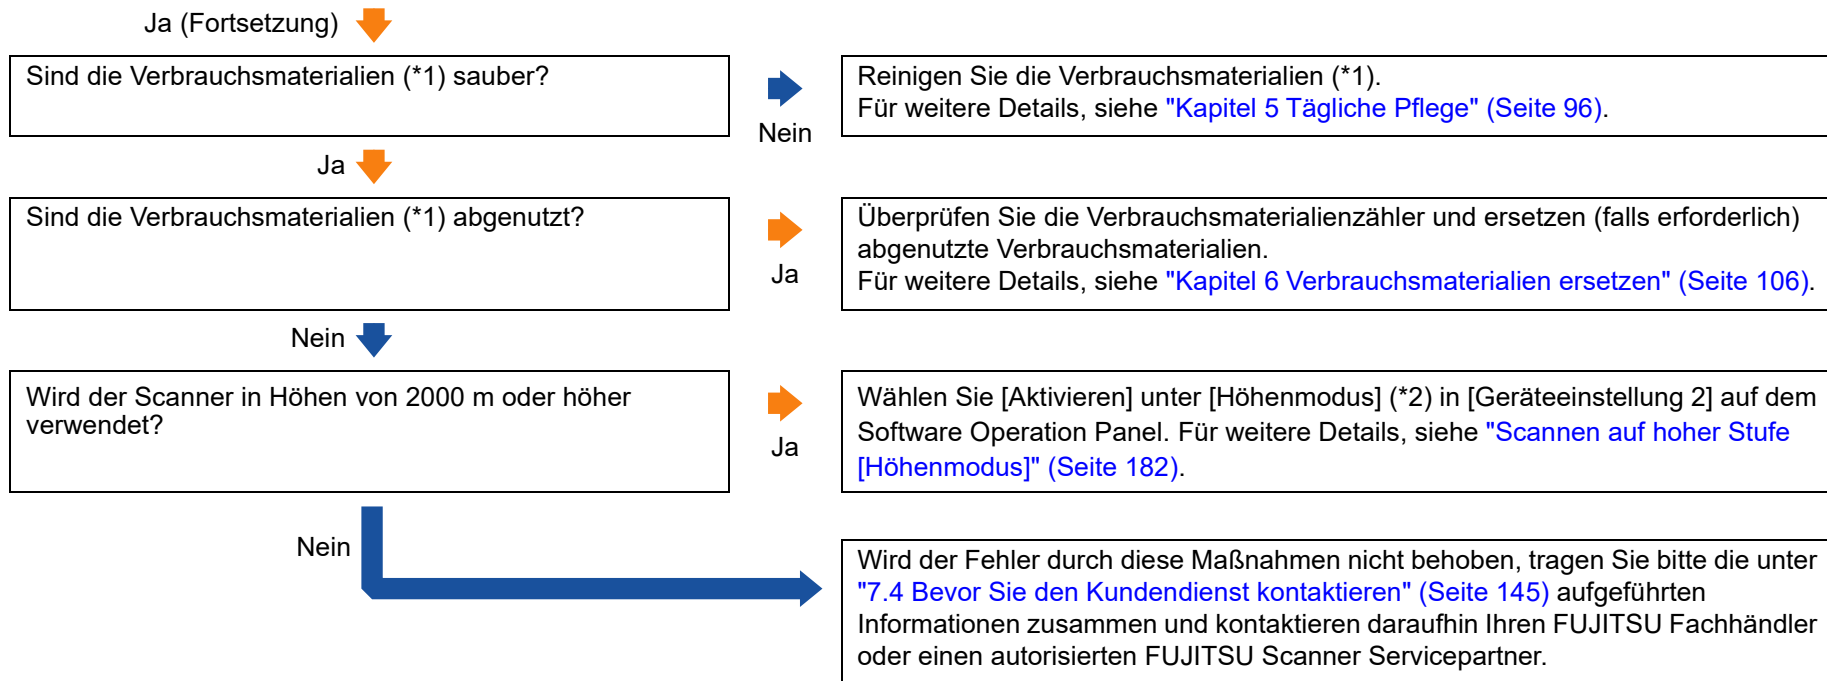 Ja (Fortsetzung)
Sind die Verbrauchsmaterialien (*1) sauber?
Nein
Reinigen Sie die Verbrauchsmaterialien (*1).
Für weitere Details, siehe "Kapitel 5 Tägliche Pflege" (Seite 96).
Ja
Sind die Verbrauchsmaterialien (*1) abgenutzt?
Ja
Überprüfen Sie die Verbrauchsmaterialienzähler und ersetzen (falls erforderlich)
abgenutzte Verbrauchsmaterialien.
Für weitere Details, siehe "Kapitel 6 Verbrauchsmaterialien ersetzen" (Seite 106).
Nein
Wird der Scanner in Höhen von 2000 m oder höher
verwendet?
Ja
Wählen Sie [Aktivieren] unter [Höhenmodus] (*2) in [Geräteeinstellung 2] auf dem
Software Operation Panel. Für weitere Details, siehe "Scannen auf hoher Stufe
[Höhenmodus]" (Seite 182).
Nein
Wird der Fehler durch diese Maßnahmen nicht behoben, tragen Sie bitte die unter
"7.4 Bevor Sie den Kundendienst kontaktieren" (Seite 145) aufgeführten
Informationen zusammen und kontaktieren daraufhin Ihren FUJITSU Fachhändler
oder einen autorisierten FUJITSU Scanner Servicepartner.